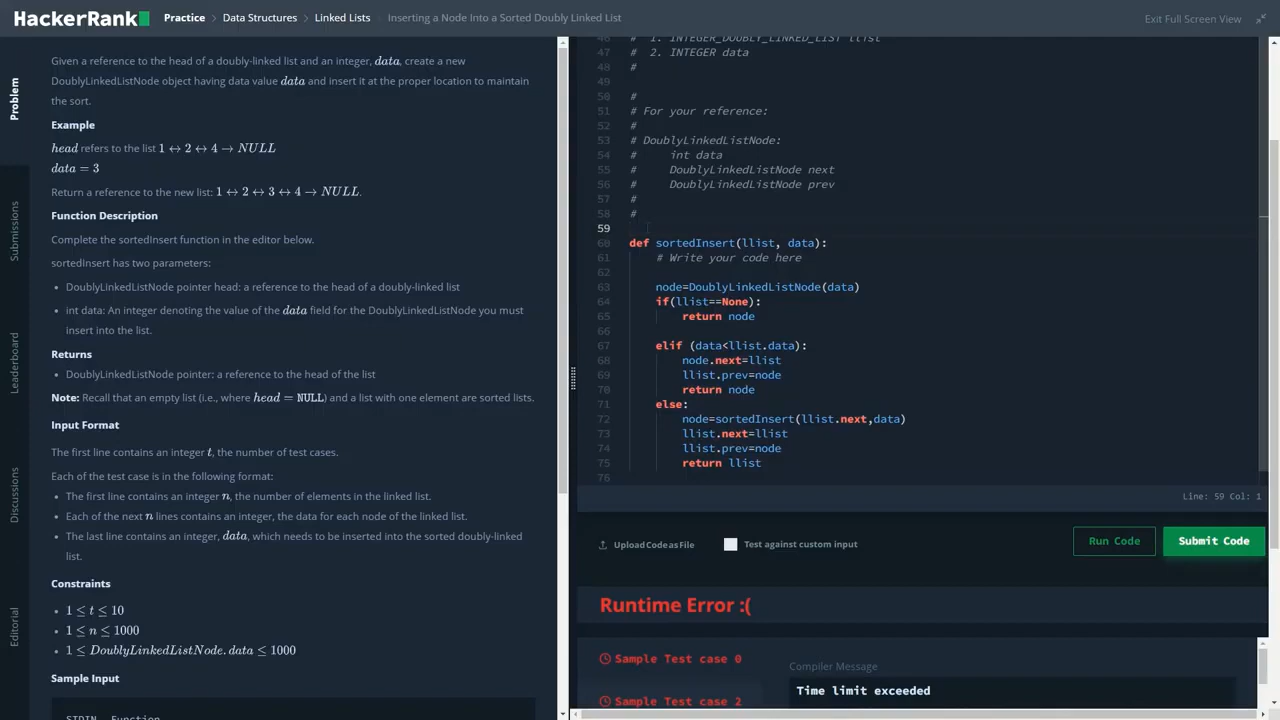 HackerRank Practice > Data Structures > Linked Lists > Inserting a Node Into a Sorted Doubly Linked List Exit Full Screen View
Problem
Submissions
Leaderboard
Discussions
Editorial
Given a reference to the head of a doubly-linked list and an integer, data, create a new
DoublyLinkedListNode object having data value data and insert it at the proper location to maintain
the sort.
Example
head refers to the list 1 ↔ 2 ↔ 4 → NULL
data = 3
Return a reference to the new list: 1 ↔ 2 ↔ 3 ↔ 4 → NULL.
Function Description
Complete the sortedInsert function in the editor below.
sortedInsert has two parameters:
• DoublyLinkedListNode pointer head: a reference to the head of a doubly-linked list
• int data: An integer denoting the value of the data field for the DoublyLinkedListNode you must
insert into the list.
Returns
• DoublyLinkedListNode pointer: a reference to the head of the list
Note: Recall that an empty list (i.e., where head = NULL) and a list with one element are sorted lists.
Input Format
The first line contains an integer t, the number of test cases.
Each of the test case is in the following format:
• The first line contains an integer n, the number of elements in the linked list.
• Each of the next n lines contains an integer, the data for each node of the linked list.
• The last line contains an integer, data, which needs to be inserted into the sorted doubly-linked
list.
Constraints
• 1 ≤ t ≤ 10
• 1 ≤ n ≤ 1000
• 1 ≤ DoublyLinkedListNode.data ≤ 1000
Sample Input
STDIN Function
46 # 1. INTEGER_DOUBLY_LINKED_LIST llist
47 # 2. INTEGER data
48 #
49
50 #
51 # For your reference:
52 #
53 # DoublyLinkedListNode:
54 #     int data
55 #     DoublyLinkedListNode next
56 #     DoublyLinkedListNode prev
57 #
58 #
59
60 def sortedInsert(llist, data):
61     # Write your code here
62
63     node=DoublyLinkedListNode(data)
64     if(llist==None):
65         return node
66
67     elif (data<llist.data):
68         node.next=llist
69         llist.prev=node
70         return node
71     else:
72         node=sortedInsert(llist.next,data)
73         llist.next=llist
74         llist.prev=node
75         return llist
76
Line: 59 Col: 1
Upload Code as File Test against custom input Run Code Submit Code
Runtime Error :(
Sample Test case 0
Sample Test case 2
Compiler Message
Time limit exceeded